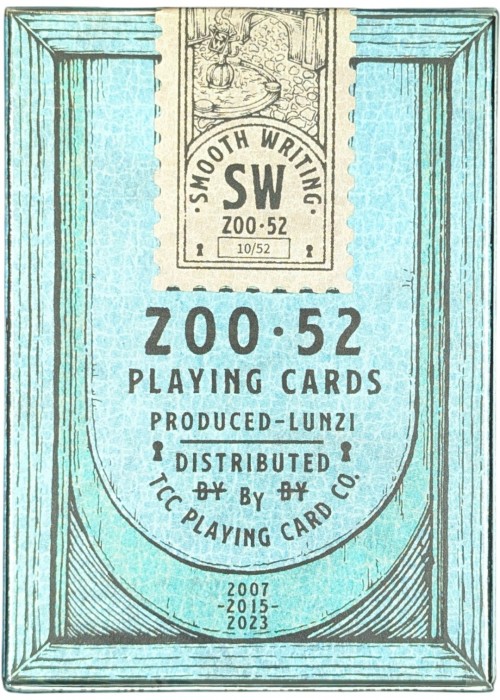 ·SMOOTH WRITING·
SW
ZOO·52
10/52
ZOO·52
PLAYING CARDS
PRODUCED-LUNZI
DISTRIBUTED
BY BY BY
TCC PLAYING CARD CO.
2007
-2015-
2023